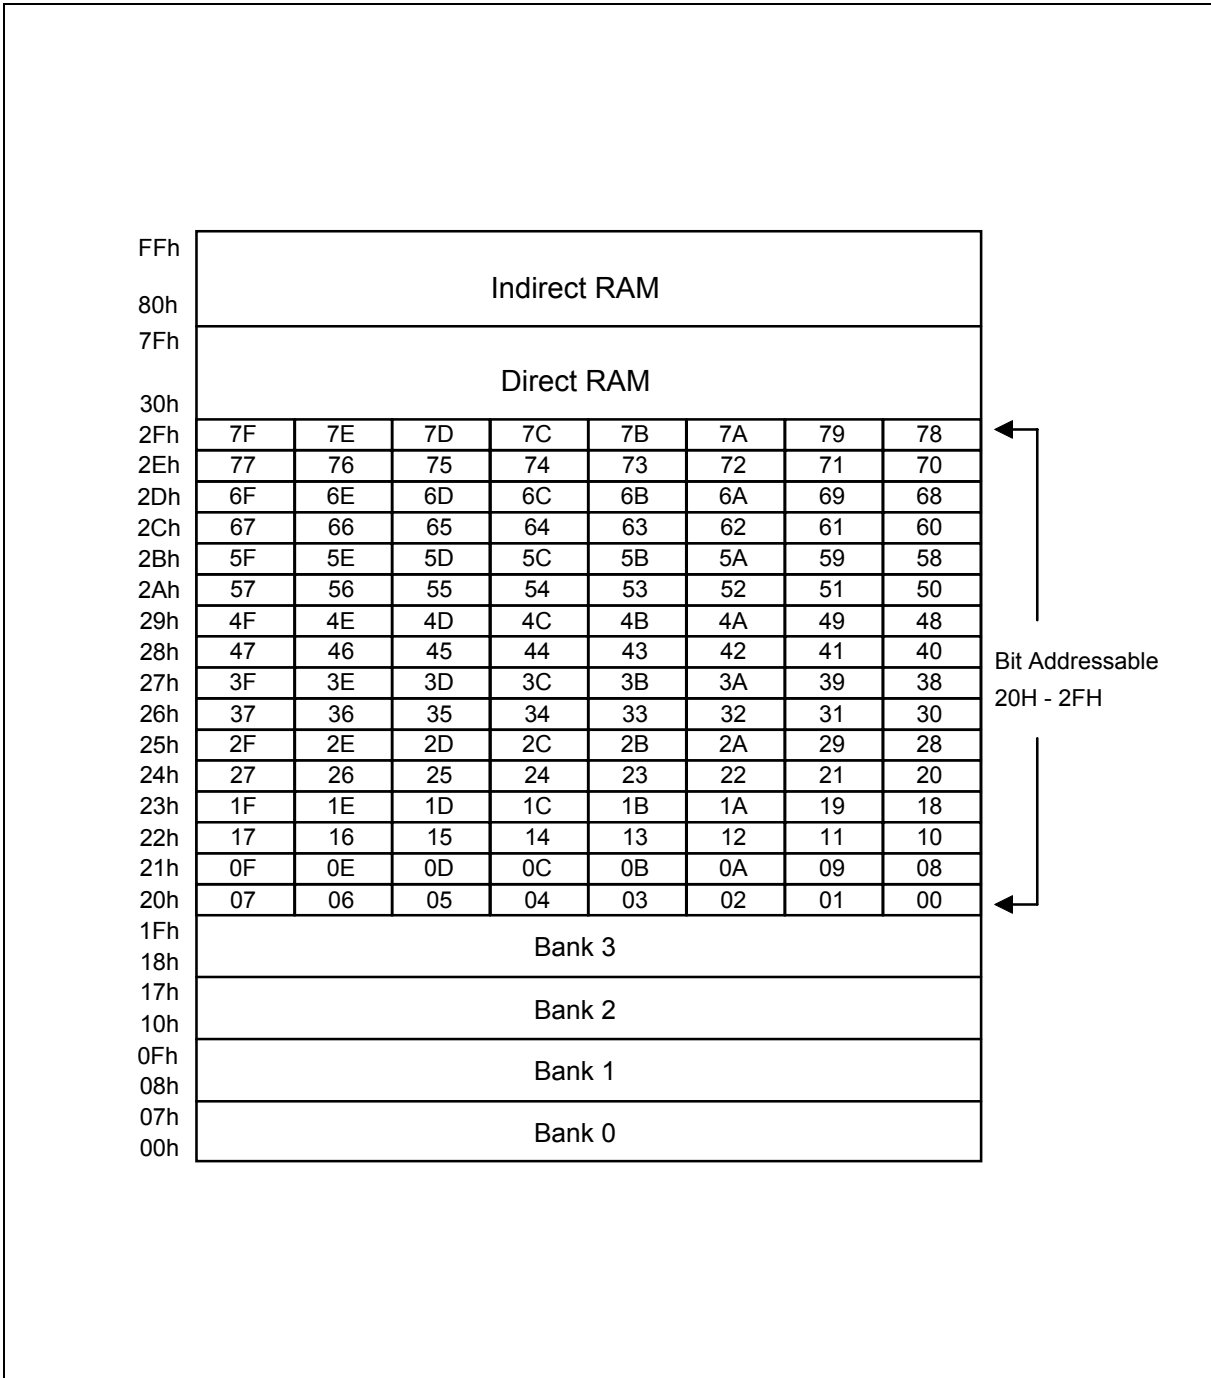 FFh
Indirect RAM
80h
7Fh
Direct RAM
30h
2Fh 7F 7E 7D 7C 7B 7A 79 78
2Eh 77 76 75 74 73 72 71 70
2Dh 6F 6E 6D 6C 6B 6A 69 68
2Ch 67 66 65 64 63 62 61 60
2Bh 5F 5E 5D 5C 5B 5A 59 58
2Ah 57 56 55 54 53 52 51 50
29h 4F 4E 4D 4C 4B 4A 49 48
28h 47 46 45 44 43 42 41 40
27h 3F 3E 3D 3C 3B 3A 39 38
26h 37 36 35 34 33 32 31 30
25h 2F 2E 2D 2C 2B 2A 29 28
24h 27 26 25 24 23 22 21 20
23h 1F 1E 1D 1C 1B 1A 19 18
22h 17 16 15 14 13 12 11 10
21h 0F 0E 0D 0C 0B 0A 09 08
20h 07 06 05 04 03 02 01 00
Bit Addressable
20H - 2FH
1Fh
Bank 3
18h
17h
Bank 2
10h
0Fh
Bank 1
08h
07h
Bank 0
00h